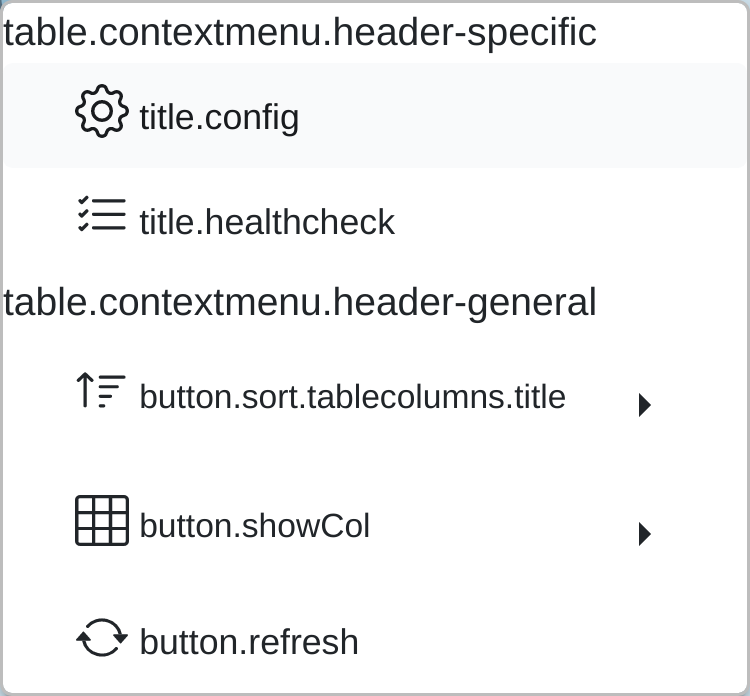 table.contextmenu.header-specific
title.config
title.healthcheck
table.contextmenu.header-general
button.sort.tablecolumns.title
button.showCol
button.refresh